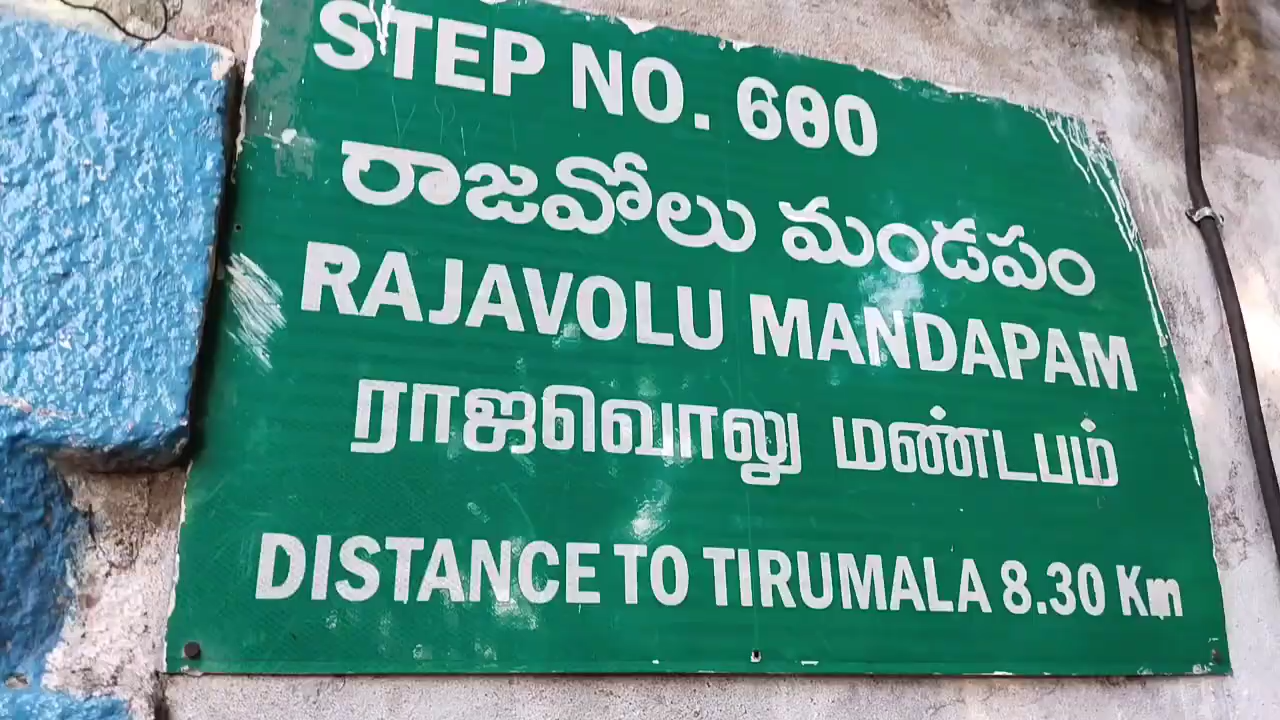 STEP NO. 600
రాజవోలు మండపం
RAJAVOLU MANDAPAM
ராஜவொலு மண்டபம்
DISTANCE TO TIRUMALA 8.30 Km